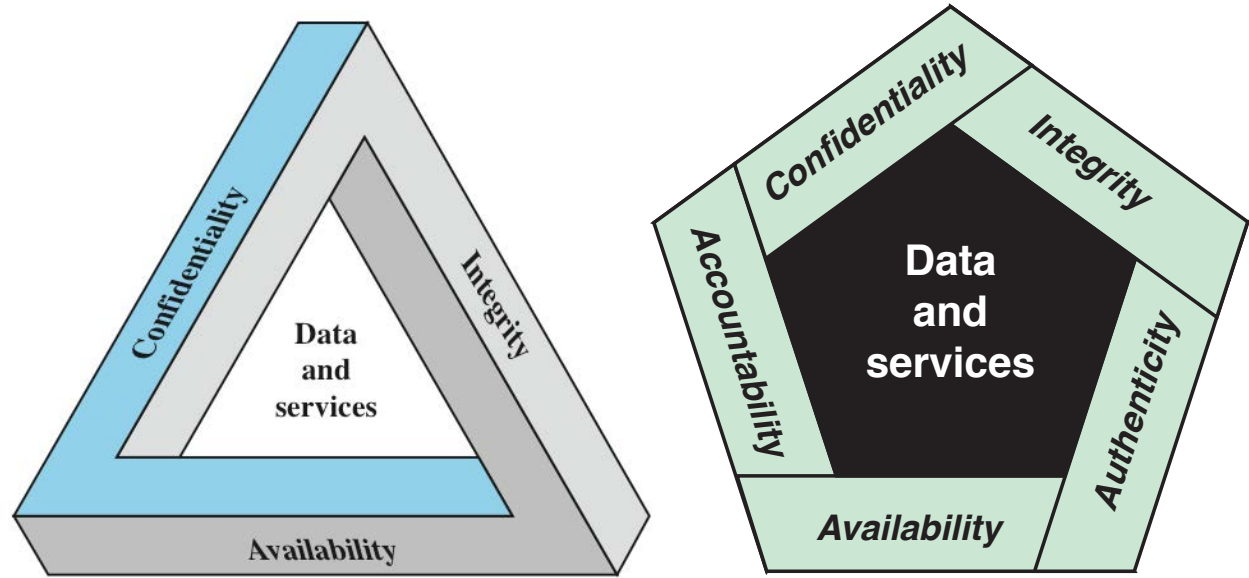 Confidentiality
Integrity
Data
and
services
Availability
Confidentiality
Integrity
Accountability
Data
and
services
Authenticity
Availability